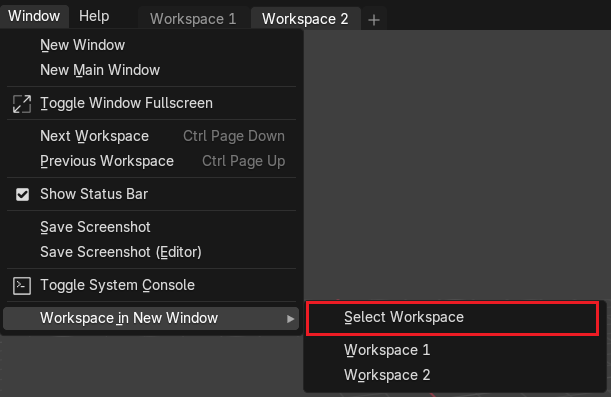 Window Help Workspace 1 Workspace 2 +
New Window
New Main Window
Toggle Window Fullscreen
Next Workspace Ctrl Page Down
Previous Workspace Ctrl Page Up
Show Status Bar
Save Screenshot
Save Screenshot (Editor)
Toggle System Console
Workspace in New Window
Select Workspace
Workspace 1
Workspace 2